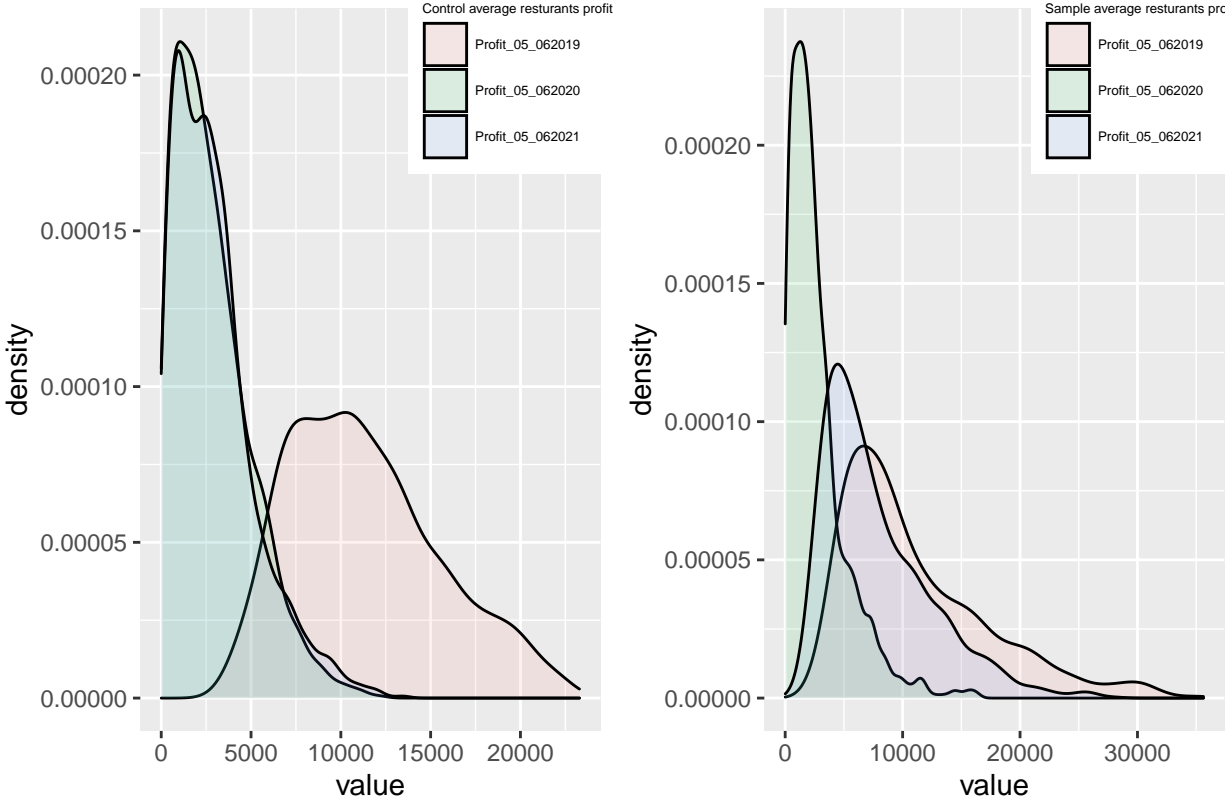 Control average resturants profit
Profit_05_062019
Profit_05_062020
Profit_05_062021
0.00020
0.00015
0.00010
0.00005
0.00000
density
0
5000
10000
15000
20000
value
Sample average resturants pro
Profit_05_062019
Profit_05_062020
Profit_05_062021
0.00020
0.00015
0.00010
0.00005
0.00000
density
0
10000
20000
30000
value